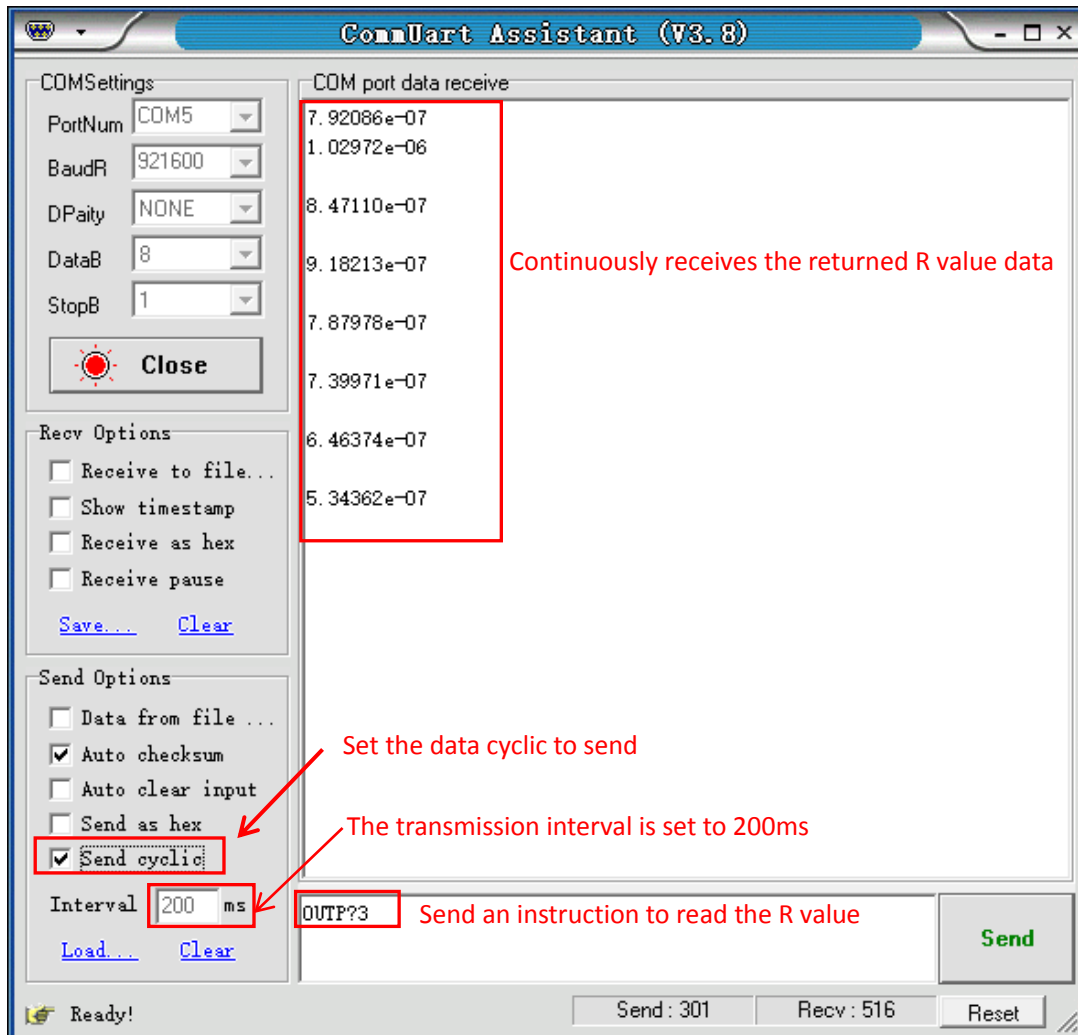 CommUart Assistant (V3.8)
COMSettings
PortNum COM5
BaudR 921600
DPaity NONE
DataB 8
StopB 1
Close
Recv Options
Receive to file...
Show timestamp
Receive as hex
Receive pause
Save... Clear
Send Options
Data from file ...
Auto checksum
Auto clear input
Send as hex
Send cyclic
Interval 200 ms
Load... Clear
COM port data receive
7.92086e-07
1.02972e-06
8.47110e-07
9.18213e-07
7.87978e-07
7.39971e-07
6.46374e-07
5.34362e-07
Continuously receives the returned R value data
Set the data cyclic to send
The transmission interval is set to 200ms
OUTP?3
Send an instruction to read the R value
Send
Ready!
Send : 301
Recv : 516
Reset